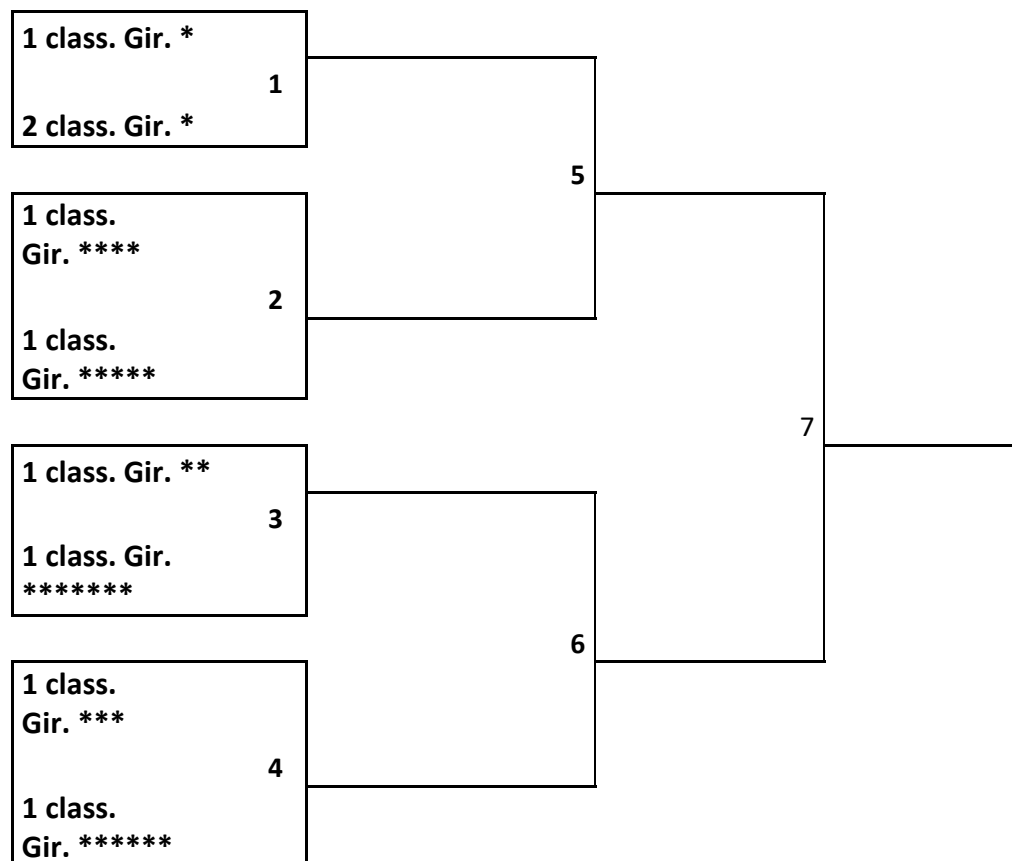 1 class. Gir. *
1
2 class. Gir. *
5
1 class.
Gir. ****
2
1 class.
Gir. *****
7
1 class. Gir. **
3
1 class. Gir.
*******
6
1 class.
Gir. ***
4
1 class.
Gir. ******